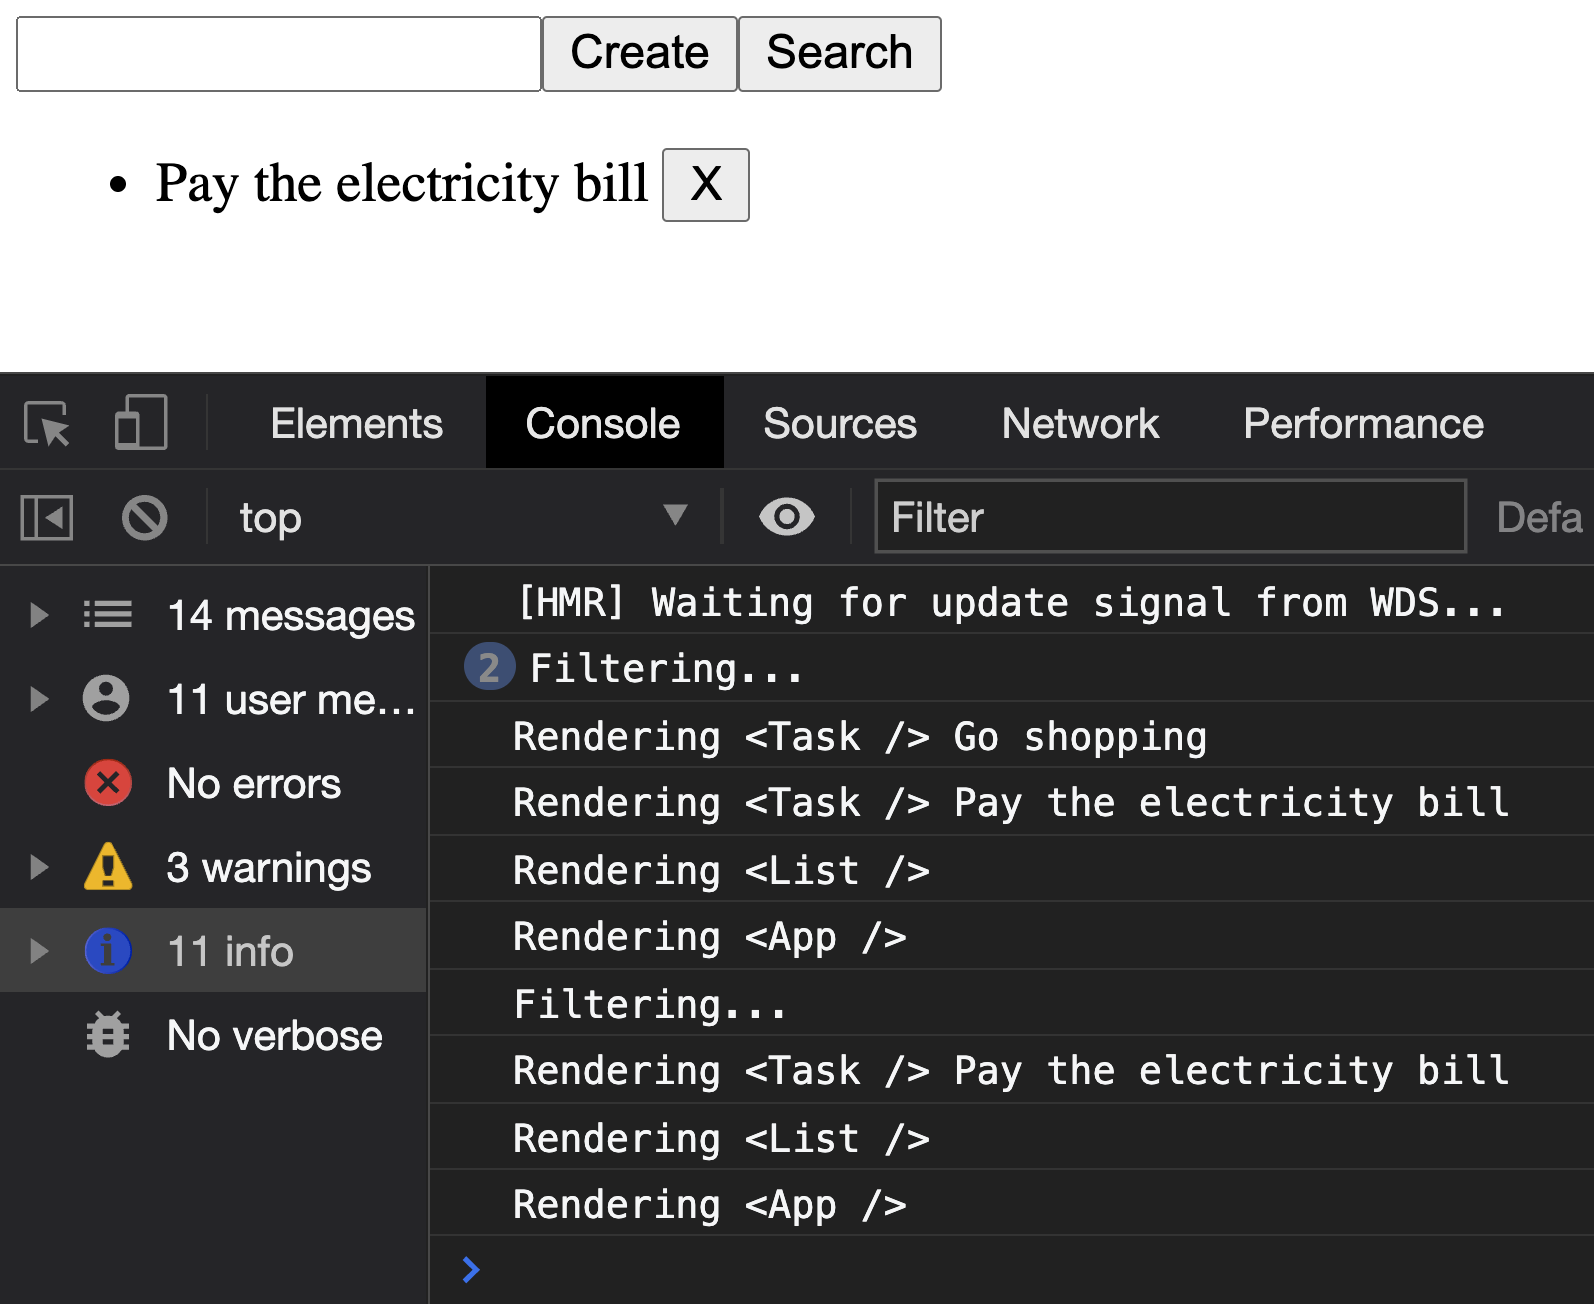 Create Search
• Pay the electricity bill X
Elements Console Sources Network Performance
top Filter Defa
14 messages
11 user me...
No errors
3 warnings
11 info
No verbose
[HMR] Waiting for update signal from WDS...
2 Filtering...
Rendering <Task /> Go shopping
Rendering <Task /> Pay the electricity bill
Rendering <List />
Rendering <App />
Filtering...
Rendering <Task /> Pay the electricity bill
Rendering <List />
Rendering <App />